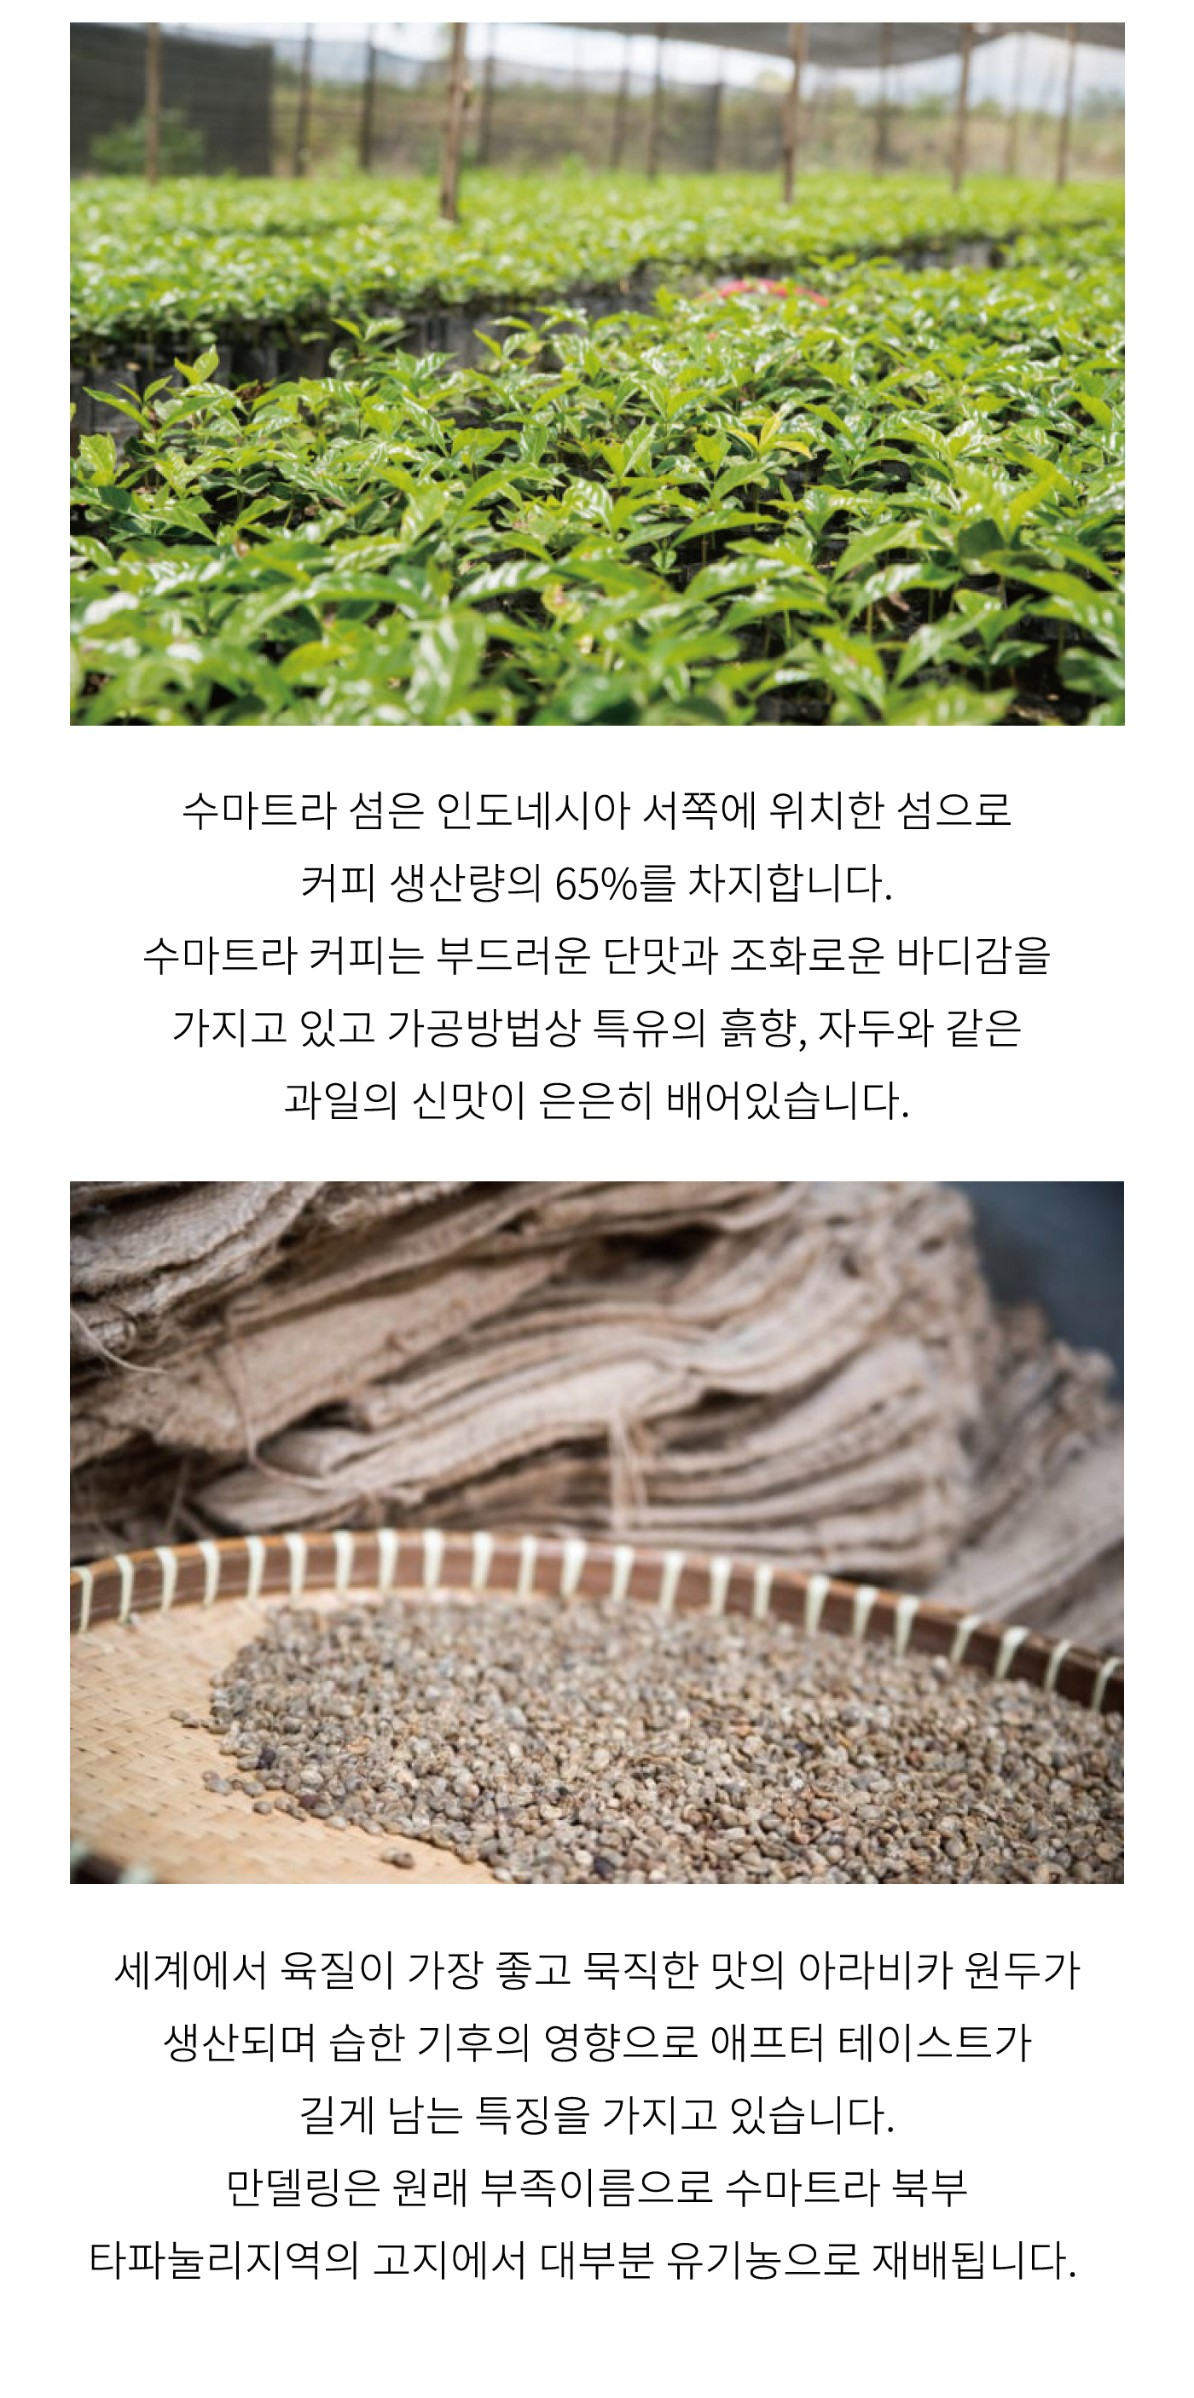 수마트라 섬은 인도네시아 서쪽에 위치한 섬으로
커피 생산량의 65%를 차지합니다.
수마트라 커피는 부드러운 단맛과 조화로운 바디감을
가지고 있고 가공방법상 특유의 흙향, 자두와 같은
과일의 신맛이 은은히 배어있습니다.
세계에서 육질이 가장 좋고 묵직한 맛의 아라비카 원두가
생산되며 습한 기후의 영향으로 애프터 테이스트가
길게 남는 특징을 가지고 있습니다.
만델링은 원래 부족이름으로 수마트라 북부
타파눌리지역의 고지에서 대부분 유기농으로 재배됩니다.